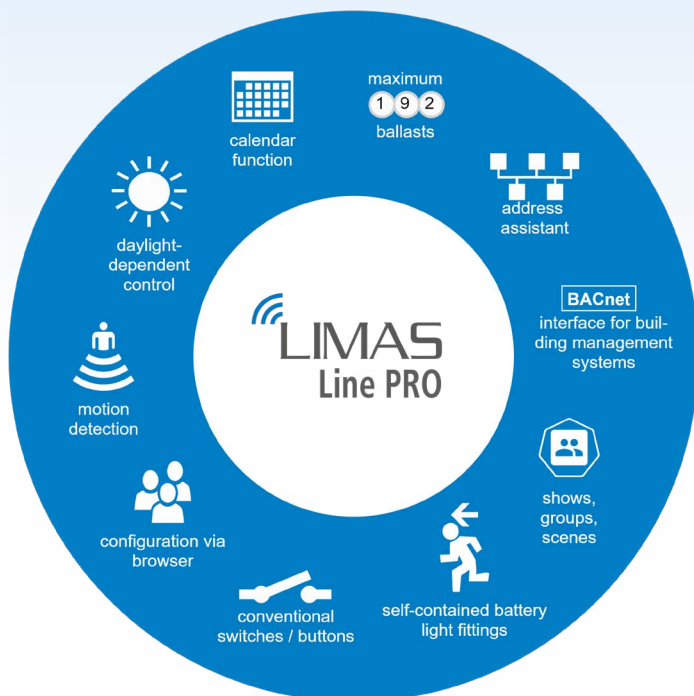 maximum
1 9 2
ballasts
address
assistant
BACnet
interface for buil-
ding management
systems
shows,
groups,
scenes
self-contained battery
light fittings
conventional
switches / buttons
configuration via
browser
motion
detection
daylight-
dependent
control
calendar
function
LIMAS
Line PRO